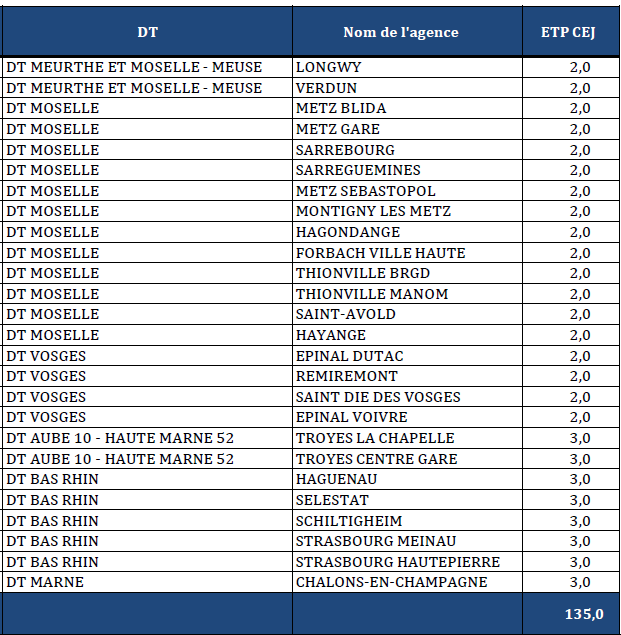 DT Nom de l'agence ETP CEJ
DT MEURTHE ET MOSELLE - MEUSE LONGWY 2,0
DT MEURTHE ET MOSELLE - MEUSE VERDUN 2,0
DT MOSELLE METZ BLIDA 2,0
DT MOSELLE METZ GARE 2,0
DT MOSELLE SARREBOURG 2,0
DT MOSELLE SARREGUEMINES 2,0
DT MOSELLE METZ SEBASTOPOL 2,0
DT MOSELLE MONTIGNY LES METZ 2,0
DT MOSELLE HAGONDANGE 2,0
DT MOSELLE FORBACH VILLE HAUTE 2,0
DT MOSELLE THIONVILLE BRGD 2,0
DT MOSELLE THIONVILLE MANOM 2,0
DT MOSELLE SAINT-AVOLD 2,0
DT MOSELLE HAYANGE 2,0
DT VOSGES EPINAL DUTAC 2,0
DT VOSGES REMIREMONT 2,0
DT VOSGES SAINT DIE DES VOSGES 2,0
DT VOSGES EPINAL VOIVRE 2,0
DT AUBE 10 - HAUTE MARNE 52 TROYES LA CHAPELLE 3,0
DT AUBE 10 - HAUTE MARNE 52 TROYES CENTRE GARE 3,0
DT BAS RHIN HAGUENAU 3,0
DT BAS RHIN SELESTAT 3,0
DT BAS RHIN SCHILTIGHEIM 3,0
DT BAS RHIN STRASBOURG MEINAU 3,0
DT BAS RHIN STRASBOURG HAUTEPIERRE 3,0
DT MARNE CHALONS-EN-CHAMPAGNE 3,0
135,0